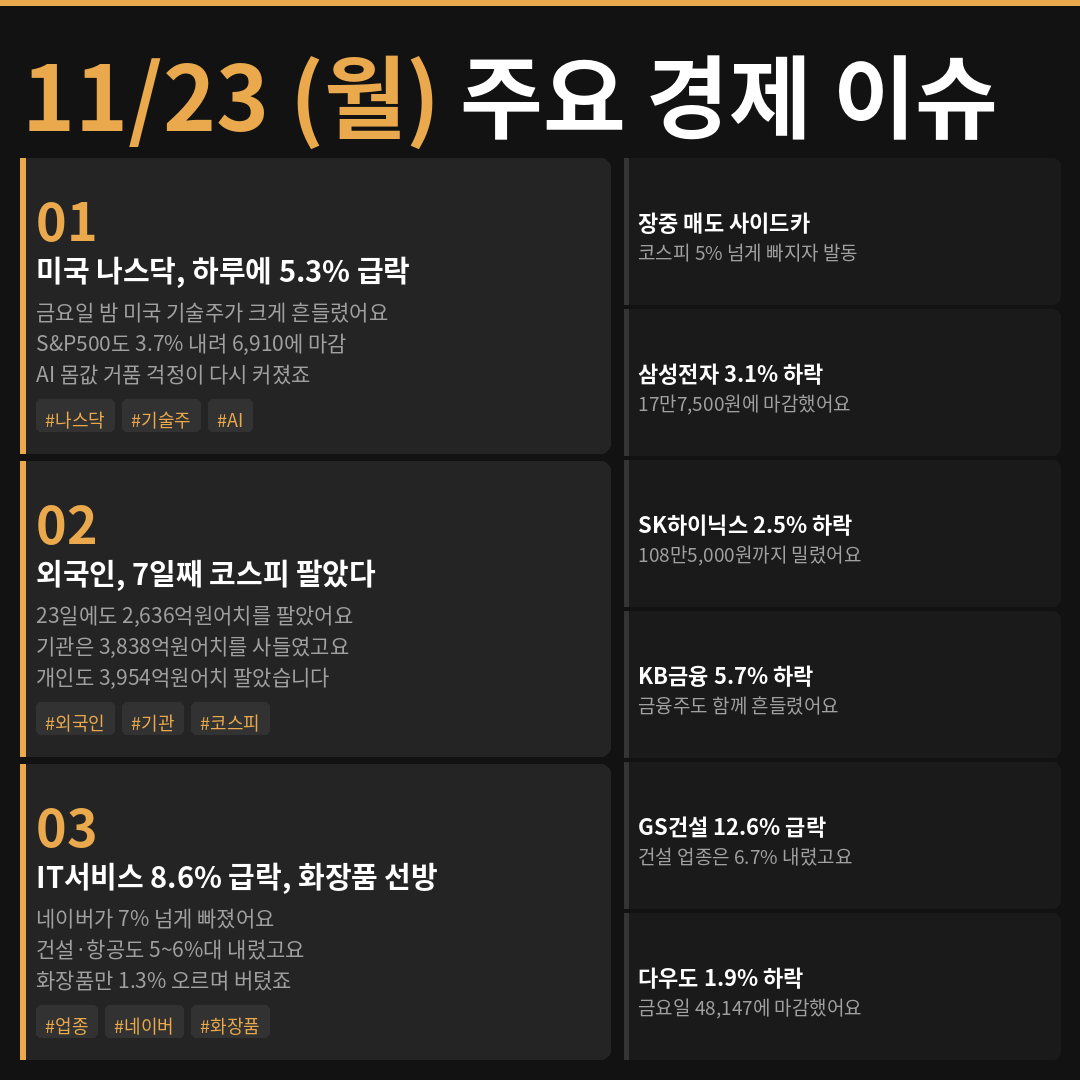 11/23 (월) 주요 경제 이슈
01
미국 나스닥, 하루에 5.3% 급락
금요일 밤 미국 기술주가 크게 흔들렸어요
S&P500도 3.7% 내려 6,910에 마감
AI 몸값 거품 걱정이 다시 커졌죠
#나스닥 #기술주 #AI
02
외국인, 7일째 코스피 팔았다
23일에도 2,636억원어치를 팔았어요
기관은 3,838억원어치를 사들였고요
개인도 3,954억원어치 팔았습니다
#외국인 #기관 #코스피
03
IT서비스 8.6% 급락, 화장품 선방
네이버가 7% 넘게 빠졌어요
건설·항공도 5~6%대 내렸고요
화장품만 1.3% 오르며 버텼죠
#업종 #네이버 #화장품
장중 매도 사이드카
코스피 5% 넘게 빠지자 발동
삼성전자 3.1% 하락
17만7,500원에 마감했어요
SK하이닉스 2.5% 하락
108만5,000원까지 밀렸어요
KB금융 5.7% 하락
금융주도 함께 흔들렸어요
GS건설 12.6% 급락
건설 업종은 6.7% 내렸고요
다우도 1.9% 하락
금요일 48,147에 마감했어요